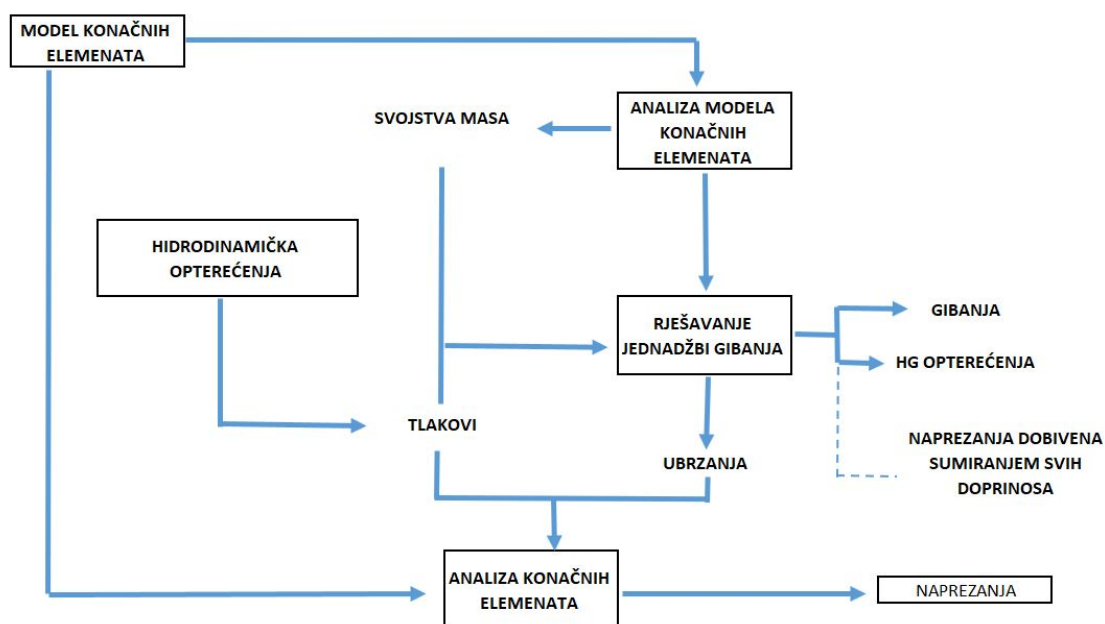 MODEL KONAČNIH
ELEMENATA
SVOJSTVA MASA
ANALIZA MODELA
KONAČNIH
ELEMENATA
HIDRODINAMIČKA
OPTEREĆENJA
RJEŠAVANJE
JEDNADŽBI GIBANJA
GIBANJA
HG OPTEREĆENJA
TLAKOVI
UBRZANJA
NAPREZANJA DOBIVENA
SUMIRANJEM SVIH
DOPRINOSA
ANALIZA KONAČNIH
ELEMENATA
NAPREZANJA